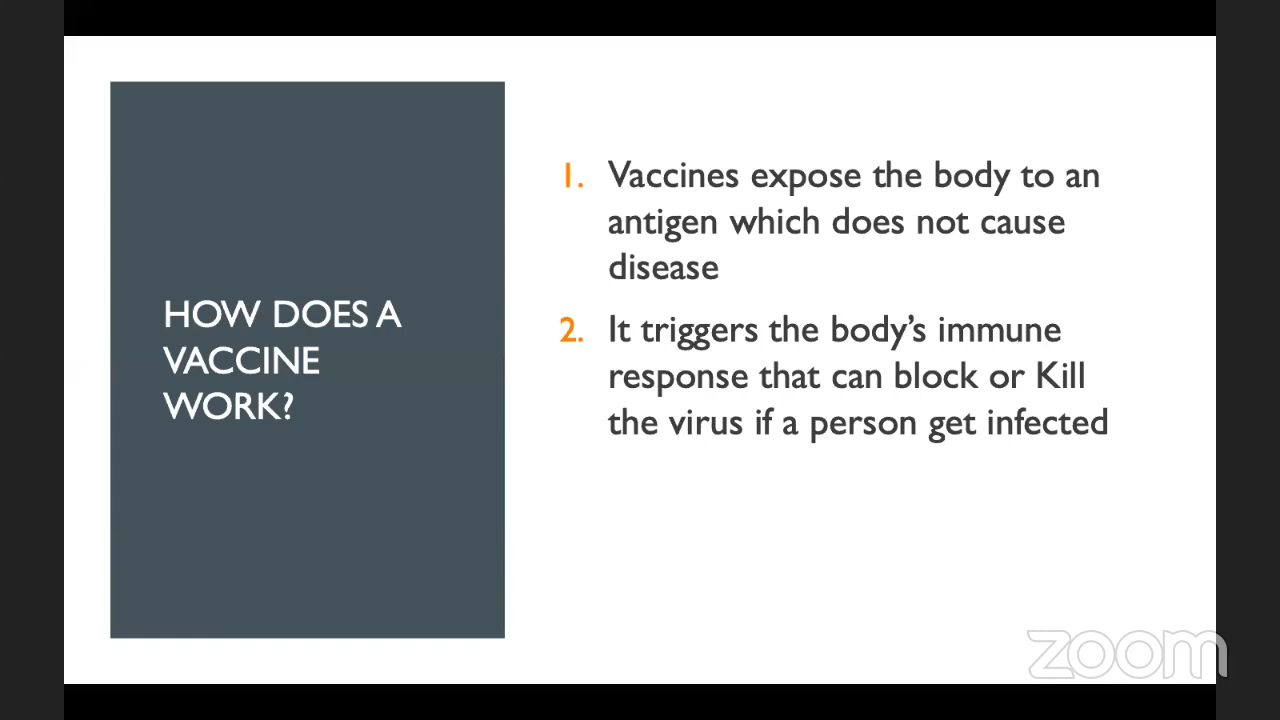 HOW DOES A
VACCINE
WORK?
1. Vaccines expose the body to an
antigen which does not cause
disease
2. It triggers the body’s immune
response that can block or Kill
the virus if a person get infected
zoom